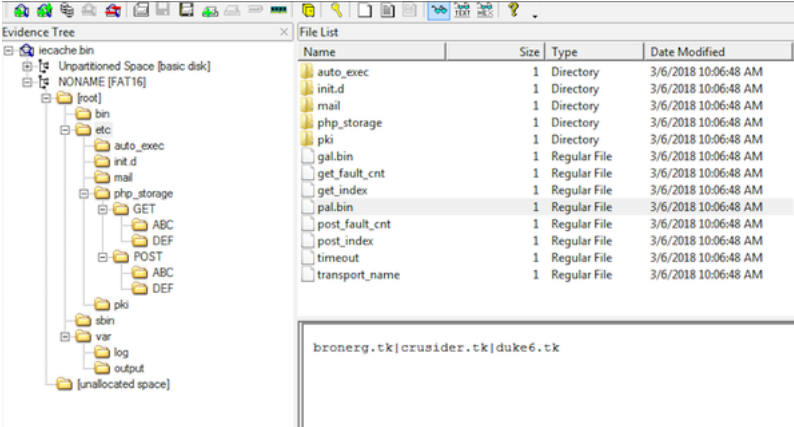 TEXT
HEX
Evidence Tree
File List
iecache.bin
Unpartitioned Space [basic disk]
NONAME [FAT16]
[root]
bin
etc
auto_exec
init.d
mail
php_storage
GET
ABC
DEF
POST
ABC
DEF
pki
sbin
var
log
output
[unallocated space]
Name Size Type Date Modified
auto_exec 1 Directory 3/6/2018 10:06:48 AM
init.d 1 Directory 3/6/2018 10:06:48 AM
mail 1 Directory 3/6/2018 10:06:48 AM
php_storage 1 Directory 3/6/2018 10:06:48 AM
pki 1 Directory 3/6/2018 10:06:48 AM
gal.bin 1 Regular File 3/6/2018 10:06:48 AM
get_fault_cnt 1 Regular File 3/6/2018 10:06:48 AM
get_index 1 Regular File 3/6/2018 10:06:48 AM
pal.bin 1 Regular File 3/6/2018 10:06:48 AM
post_fault_cnt 1 Regular File 3/6/2018 10:06:48 AM
post_index 1 Regular File 3/6/2018 10:06:48 AM
timeout 1 Regular File 3/6/2018 10:06:48 AM
transport_name 1 Regular File 3/6/2018 10:06:48 AM
bronerg.tk|crusider.tk|duke6.tk